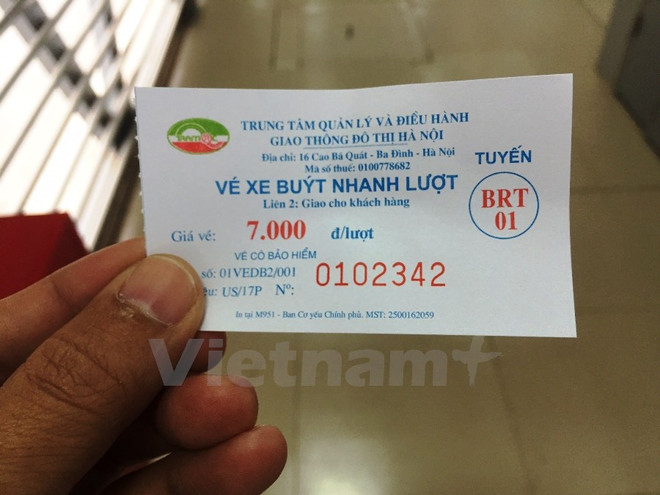 TRUNG TÂM QUẢN LÝ VÀ ĐIỀU HÀNH
GIAO THÔNG ĐÔ THỊ HÀ NỘI
Địa chỉ: 16 Cao Bá Quát - Ba Đình - Hà Nội
Mã số thuế: 0100778682
VÉ XE BUÝT NHANH LƯỢT
Liên 2: Giao cho khách hàng
TUYẾN
BRT
01
Giá vé: 7.000 đ/lượt
VÉ CÓ BẢO HIỂM
số: 01VEDB2/001
US/17P Nº: 0102342
In tại M951 - Ban Cơ yếu Chính phủ. MST: 2500162059
Vietnam+